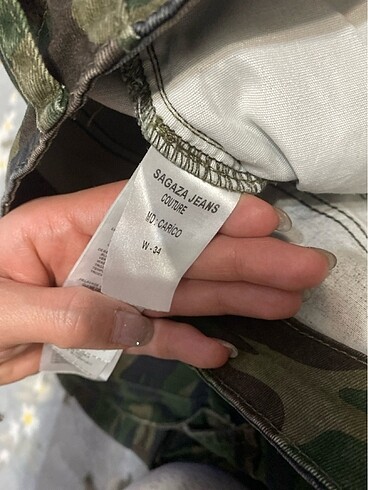 SAGAZA JEANS
COUTURE
MD: CARICO
W-34